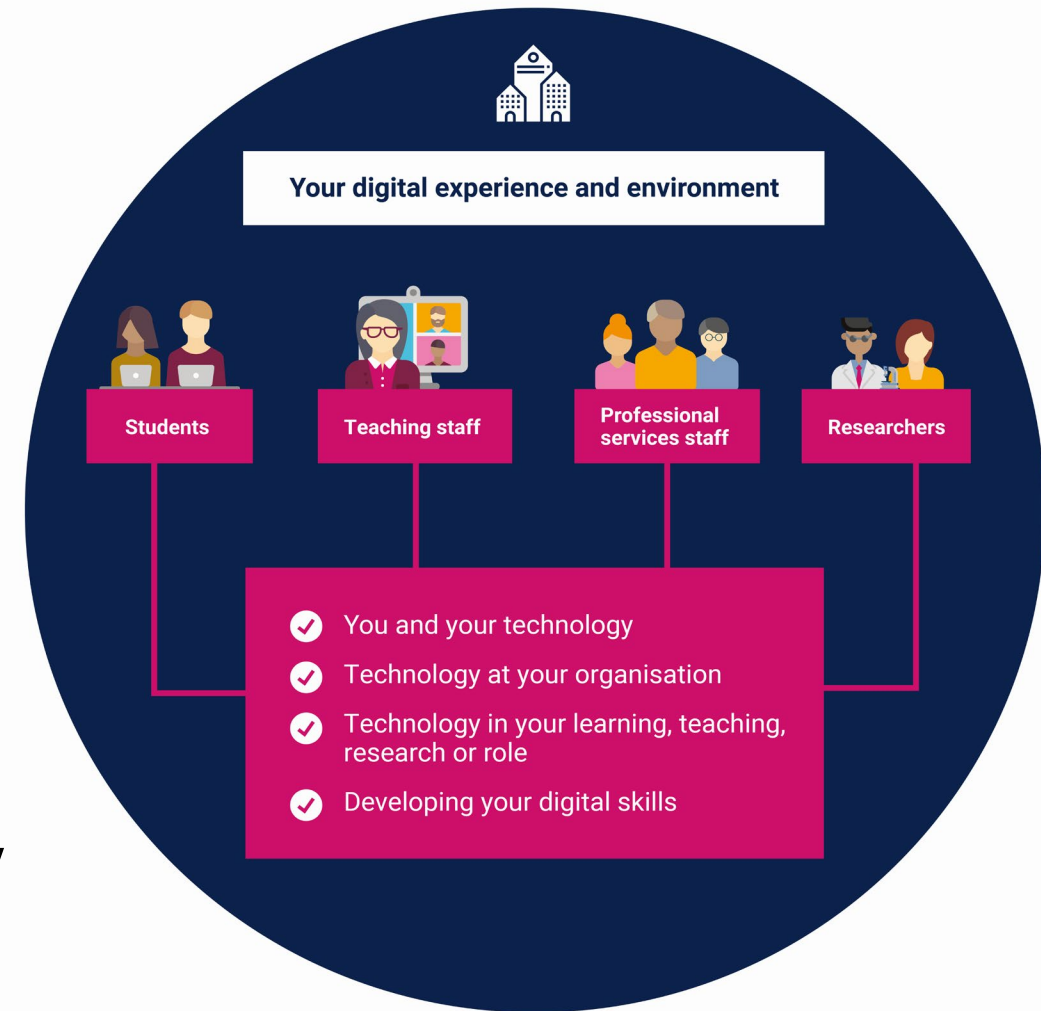 Your digital experience and environment
Students
Teaching staff
Professional
services staff
Researchers
You and your technology
Technology at your organisation
Technology in your learning, teaching,
research or role
Developing your digital skills